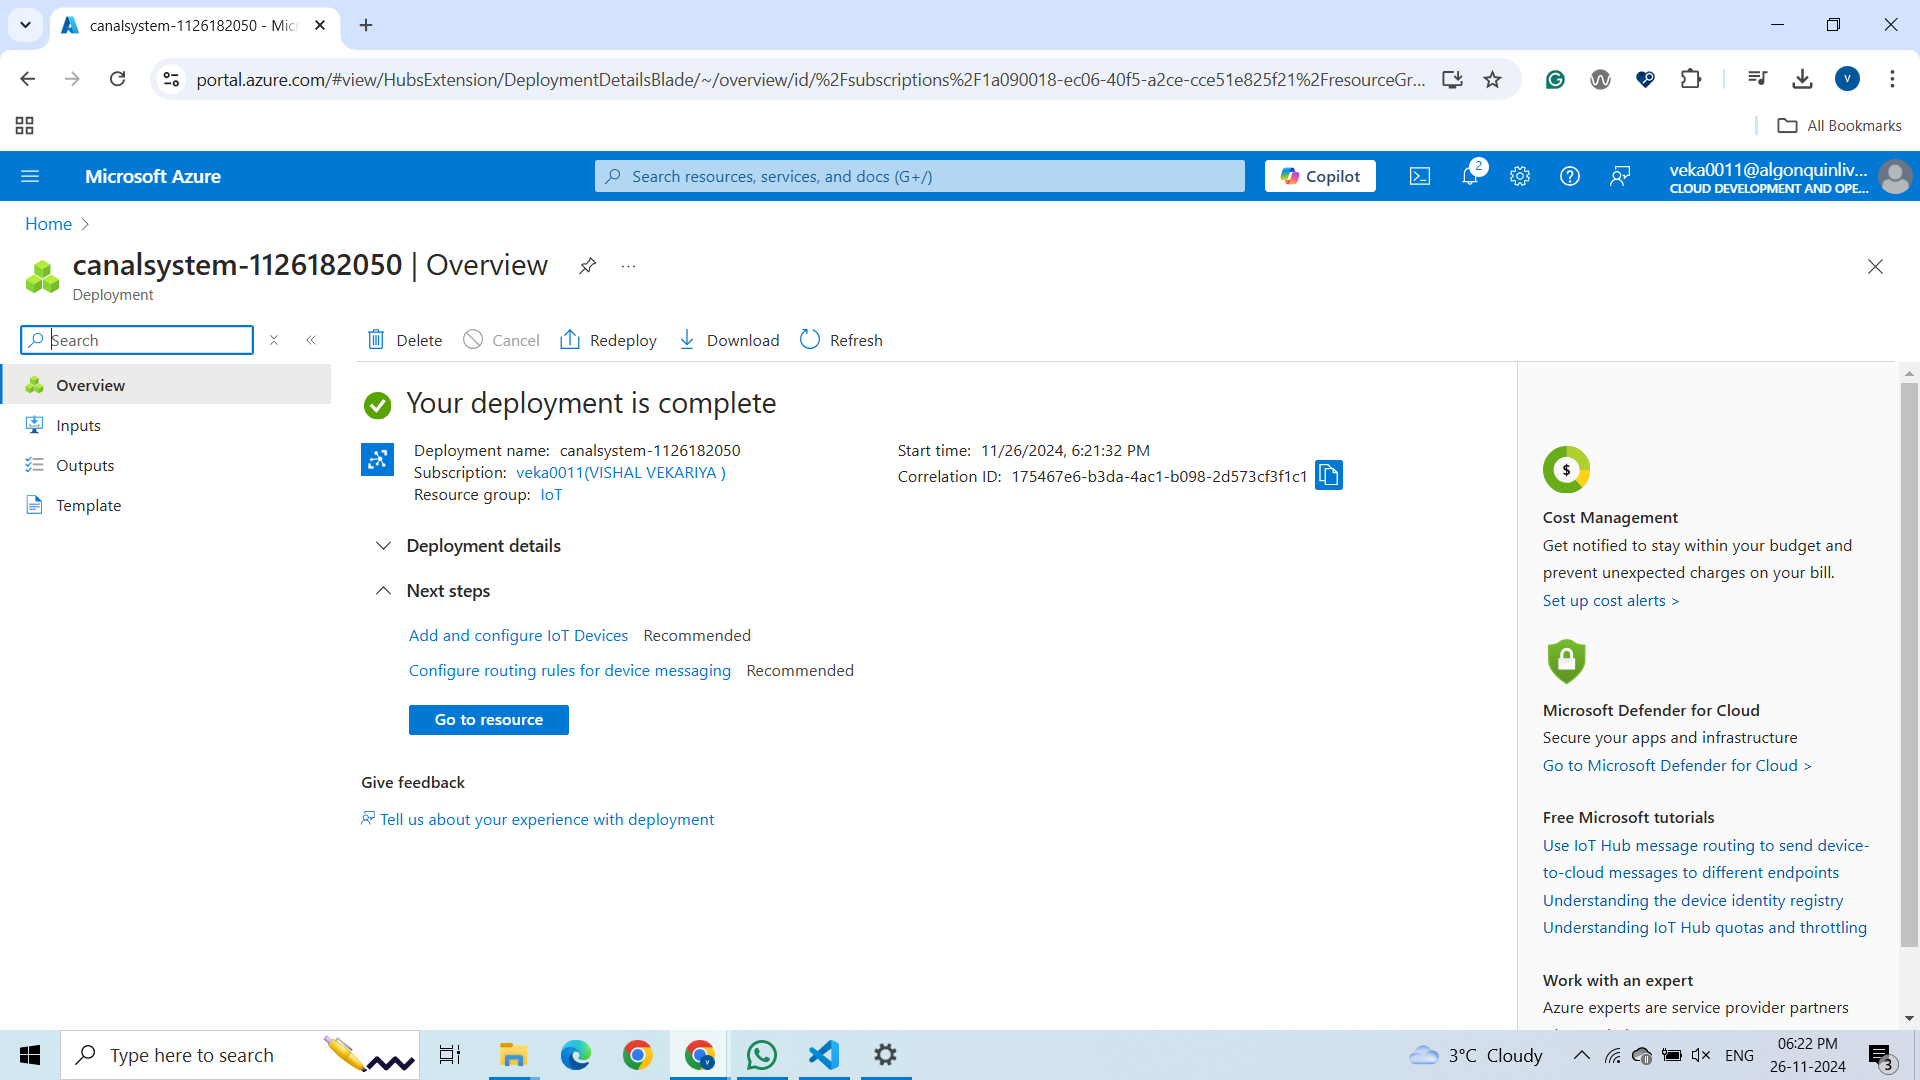 canalsystem-1126182050 - Mic
portal.azure.com/#view/HubsExtension/DeploymentDetailsBlade/~/overview/id/%2Fsubscriptions%2F1a090018-ec06-40f5-a2ce-cce51e825f21%2FresourceGr...
V
All Bookmarks
Microsoft Azure
Search resources, services, and docs (G+/)
Copilot
2
veka0011@algonquinliv...
CLOUD DEVELOPMENT AND OPE...
Home
canalsystem-1126182050 | Overview
Deployment
Search
Delete
Cancel
Redeploy
Download
Refresh
Overview
Inputs
Outputs
Template
Your deployment is complete
Deployment name: canalsystem-1126182050
Subscription: veka0011(VISHAL VEKARIYA )
Resource group: IoT
Start time: 11/26/2024, 6:21:32 PM
Correlation ID: 175467e6-b3da-4ac1-b098-2d573cf3f1c1
Deployment details
Next steps
Add and configure IoT Devices Recommended
Configure routing rules for device messaging Recommended
Go to resource
Give feedback
Tell us about your experience with deployment
$
Cost Management
Get notified to stay within your budget and
prevent unexpected charges on your bill.
Set up cost alerts >
Microsoft Defender for Cloud
Secure your apps and infrastructure
Go to Microsoft Defender for Cloud >
Free Microsoft tutorials
Use IoT Hub message routing to send device-
to-cloud messages to different endpoints
Understanding the device identity registry
Understanding IoT Hub quotas and throttling
Work with an expert
Azure experts are service provider partners
Type here to search
3°C Cloudy
ENG
06:22 PM
26-11-2024
3